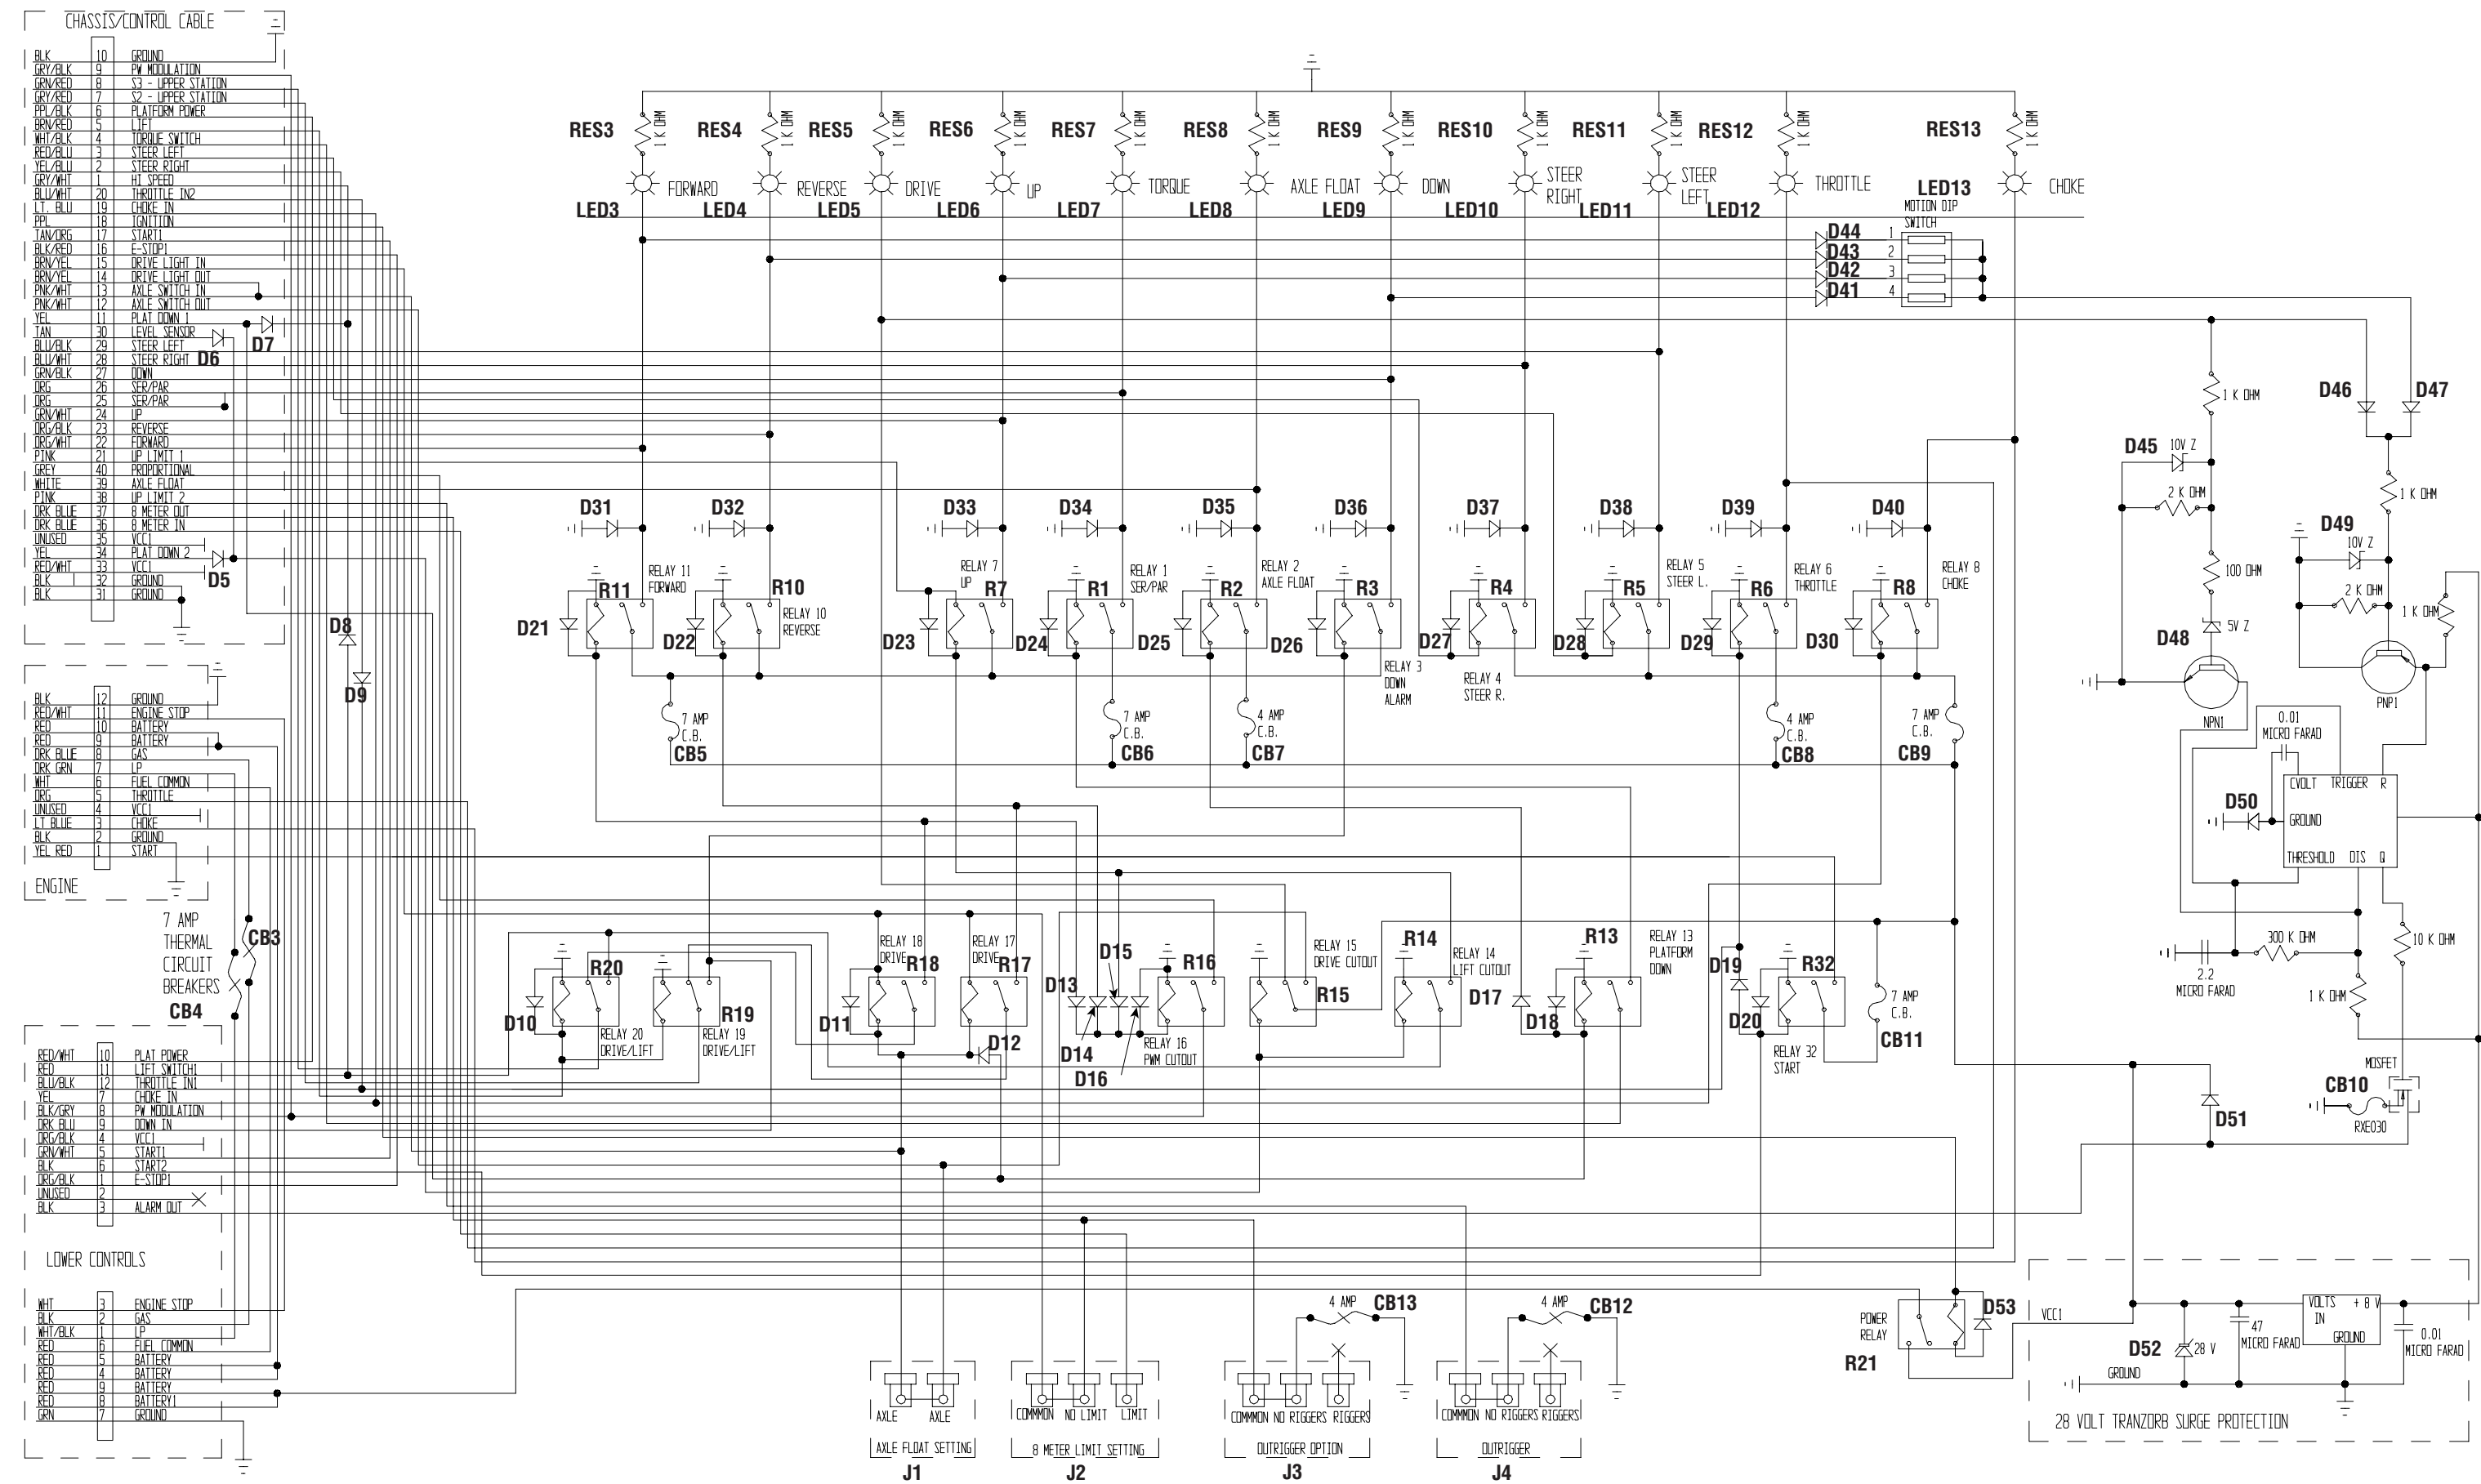 CHASSIS/CONTROL CABLE
BLK 10 GROUND
GRY/BLK 9 PW MODULATION
GRN/RED 8 S3 - UPPER STATION
GRY/RED 7 S2 - UPPER STATION
PPL/BLK 6 PLATFORM POWER
BRN/RED 5 LIFT
WHT/BLK 4 TORQUE SWITCH
RED/BLU 3 STEER LEFT
YEL/BLU 2 STEER RIGHT
GRY/WHT 1 HI SPEED
BLU/WHT 20 THROTTLE IN2
LT. BLU 19 CHOKE IN
PPL 18 IGNITION
TAN/ORG 17 START1
BLK/RED 16 E-STOP1
BRN/YEL 15 DRIVE LIGHT IN
BRN/YEL 14 DRIVE LIGHT OUT
PNK/WHT 13 AXLE SWITCH IN
PNK/WHT 12 AXLE SWITCH OUT
YEL 11 PLAT DOWN 1
TAN 30 LEVEL SENSOR
BLU/BLK 29 STEER LEFT
BLU/WHT 28 STEER RIGHT
GRN/BLK 27 DOWN
ORG 26 SER/PAR
ORG 25 SER/PAR
GRN/WHT 24 UP
ORG/BLK 23 REVERSE
ORG/WHT 22 FORWARD
PINK 21 UP LIMIT 1
GREY 40 PROPORTIONAL
WHITE 39 AXLE FLOAT
PINK 38 UP LIMIT 2
DRK BLUE 37 8 METER OUT
DRK BLUE 36 8 METER IN
UNUSED 35 VCC1
YEL 34 PLAT DOWN 2
RED/WHT 33 VCC1
BLK 32 GROUND
BLK 31 GROUND
D7
D6
D5
D8
D9
BLK 12 GROUND
RED/WHT 11 ENGINE STOP
RED 10 BATTERY
RED 9 BATTERY
DRK BLUE 8 GAS
DRK GRN 7 LP
WHT 6 FUEL COMMON
ORG 5 THROTTLE
UNUSED 4 VCC1
LT BLUE 3 CHOKE
BLK 2 GROUND
YEL RED 1 START
ENGINE
7 AMP
THERMAL
CIRCUIT
BREAKERS
CB3
CB4
RED/WHT 10 PLAT POWER
RED 11 LIFT SWITCH1
BLU/BLK 12 THROTTLE IN1
YEL 7 CHOKE IN
BLK/GRY 8 PW MODULATION
DRK BLU 9 DOWN IN
ORG/BLK 4 VCC1
GRN/WHT 5 START1
BLK 6 START2
ORG/BLK 1 E-STOP1
UNUSED 2
BLK 3 ALARM OUT
LOWER CONTROLS
WHT 3 ENGINE STOP
BLK 2 GAS
WHT/BLK 1 LP
RED 6 FUEL COMMON
RED 5 BATTERY
RED 4 BATTERY
RED 9 BATTERY
RED 8 BATTERY1
GRN 7 GROUND
RES3 1 K OHM
RES4 1 K OHM
RES5
RES6 1 K OHM
RES7 1 K OHM
RES8 1 K OHM
RES9 1 K OHM
RES10 1 K OHM
RES11 1 K OHM
RES12 1 K OHM
RES13 1 K OHM
FORWARD
REVERSE
DRIVE
UP
TORQUE
AXLE FLOAT
DOWN
STEER
RIGHT
STEER
LEFT
THROTTLE
CHOKE
LED3 LED4 LED5 LED6 LED7 LED8 LED9 LED10 LED11 LED12 LED13
MOTION DIP
SWITCH
D44 1
D43 2
D42 3
D41 4
D31 D32 D33 D34 D35 D36 D37 D38 D39 D40
RELAY 11
FORWARD
RELAY 10
REVERSE
RELAY 7
UP
RELAY 1
SER/PAR
RELAY 2
AXLE FLOAT
RELAY 3
DOWN
ALARM
RELAY 4
STEER R.
RELAY 5
STEER L.
RELAY 6
THROTTLE
RELAY 8
CHOKE
R11 R10 R7 R1 R2 R3 R4 R5 R6 R8
D21 D22 D23 D24 D25 D26 D27 D28 D29 D30
7 AMP
C.B.
CB5
7 AMP
C.B.
CB6
4 AMP
C.B.
CB7
4 AMP
C.B.
CB8
7 AMP
C.B.
CB9
R20
D10
RELAY 20
DRIVE/LIFT
R19
RELAY 19
DRIVE/LIFT
RELAY 18
DRIVE
R18
D11
RELAY 17
DRIVE
R17
D12
D13
D14
D15
D16
R16
RELAY 16
PWM CUTOUT
RELAY 15
DRIVE CUTOUT
R15
R14
RELAY 14
LIFT CUTOUT
D17
D18
R13
RELAY 13
PLATFORM
DOWN
D19
D20
R32
RELAY 32
START
7 AMP
C.B.
CB11
D46 D47
1 K OHM
D45 10V Z
2 K OHM
1 K OHM
D49
10V Z
100 OHM
2 K OHM
1 K OHM
D48 5V Z
NPN1
PNP1
0.01
MICRO FARAD
CVOLT TRIGGER R
D50
GROUND
THRESHOLD DIS Q
300 K OHM
10 K OHM
2.2
MICRO FARAD
1 K OHM
MOSFET
CB10
RXE030
D51
AXLE AXLE
AXLE FLOAT SETTING
J1
COMMMON NO LIMIT LIMIT
8 METER LIMIT SETTING
J2
4 AMP CB13
COMMMON NO RIGGERS RIGGERS
OUTRIGGER OPTION
J3
4 AMP CB12
COMMMON NO RIGGERS RIGGERS
OUTRIGGER
J4
POWER
RELAY
R21
D53
VCC1
VOLTS + 8 V
IN
GROUND
D52 28 V
47
MICRO FARAD
0.01
MICRO FARAD
GROUND
28 VOLT TRANZORB SURGE PROTECTION